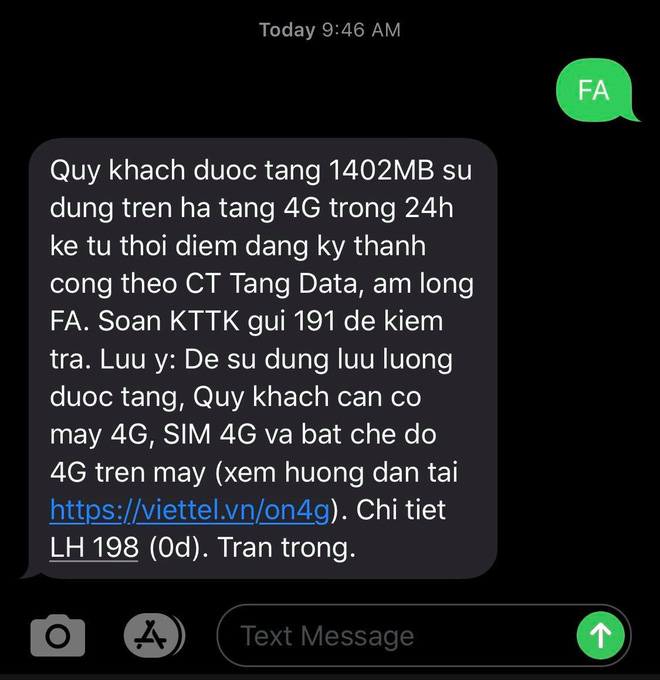 Today 9:46 AM
FA
Quy khach duoc tang 1402MB su
dung tren ha tang 4G trong 24h
ke tu thoi diem dang ky thanh
cong theo CT Tang Data, am long
FA. Soan KTTK gui 191 de kiem
tra. Luu y: De su dung luu luong
duoc tang, Quy khach can co
may 4G, SIM 4G va bat che do
4G tren may (xem huong dan tai
https://viettel.vn/on4g). Chi tiet
LH 198 (0d). Tran trong.
Text Message